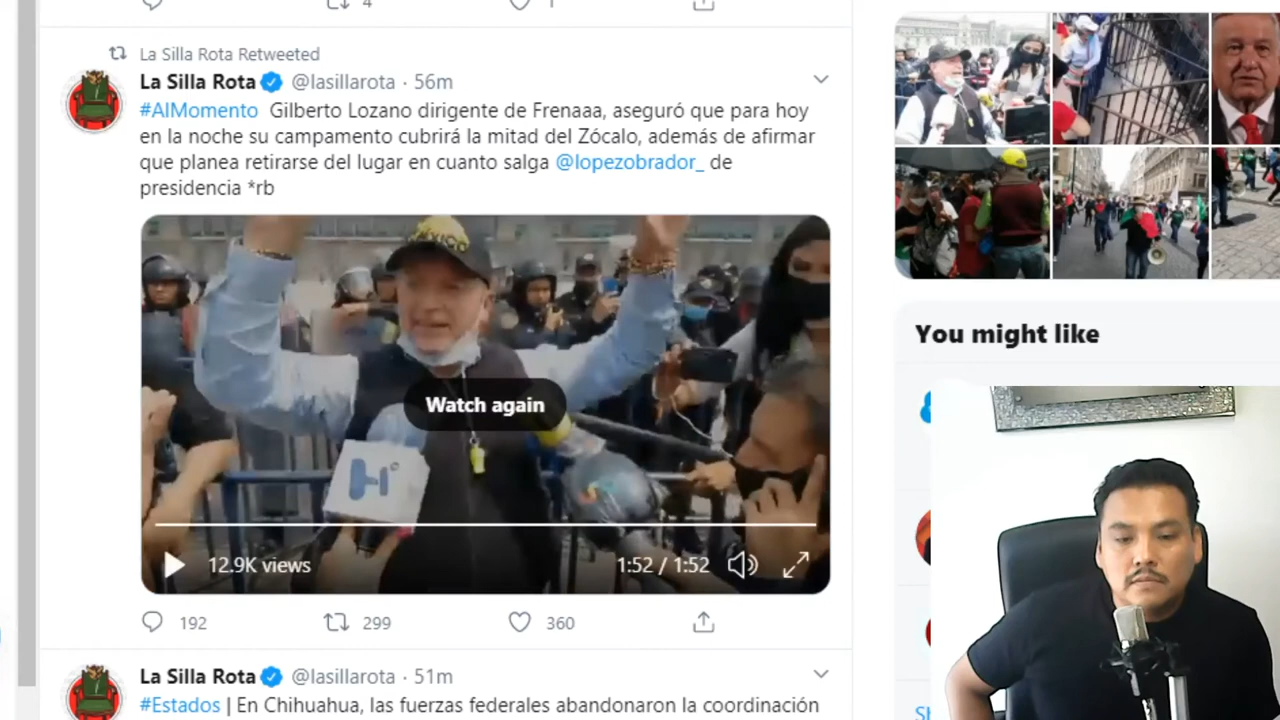 4
1
La Silla Rota Retweeted
La Silla Rota @lasillarota · 56m
#AlMomento Gilberto Lozano dirigente de Frenaaa, aseguró que para hoy
en la noche su campamento cubrirá la mitad del Zócalo, además de afirmar
que planea retirarse del lugar en cuanto salga @lopezobrador_ de
presidencia *rb
MÉXICO
Watch again
H
12.9K views
1:52 / 1:52
192
299
360
La Silla Rota @lasillarota · 51m
#Estados | En Chihuahua, las fuerzas federales abandonaron la coordinación
You might like